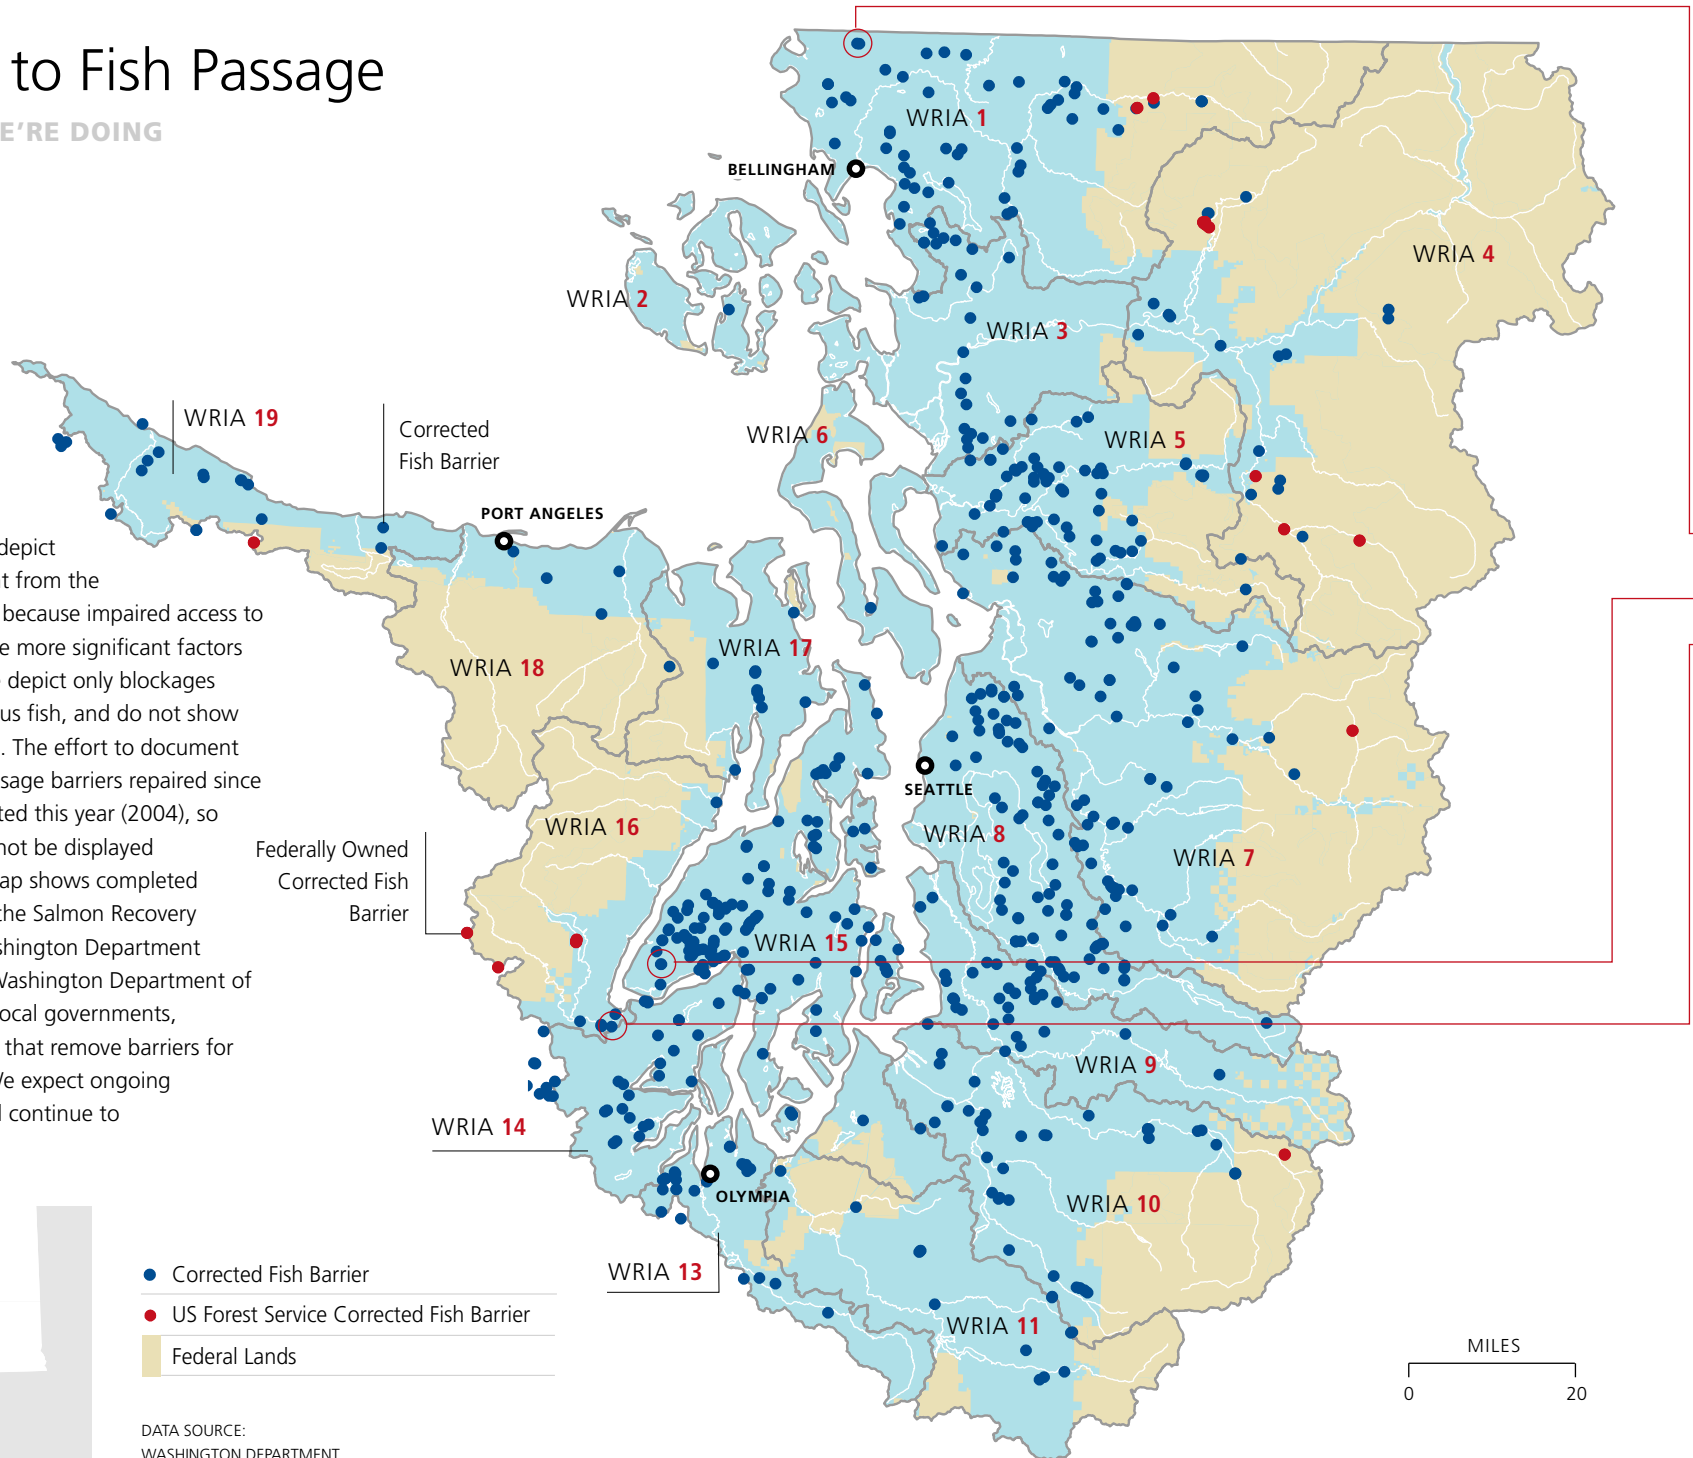 to Fish Passage
E'RE DOING
depict
t from the
because impaired access to
e more significant factors
depict only blockages
us fish, and do not show
. The effort to document
ssage barriers repaired since
ted this year (2004), so
not be displayed
ap shows completed
the Salmon Recovery
shington Department
Washington Department of
ocal governments,
that remove barriers for
We expect ongoing
l continue to
WRIA 1
BELLINGHAM
WRIA 2
WRIA 3
WRIA 4
WRIA 19
Corrected
Fish Barrier
WRIA 6
WRIA 5
PORT ANGELES
WRIA 18
WRIA 17
SEATTLE
WRIA 16
WRIA 8
WRIA 7
Federally Owned
Corrected Fish
Barrier
WRIA 15
WRIA 9
WRIA 14
OLYMPIA
WRIA 10
WRIA 13
WRIA 11
Corrected Fish Barrier
US Forest Service Corrected Fish Barrier
Federal Lands
MILES
0 20
DATA SOURCE:
WASHINGTON DEPARTMENT